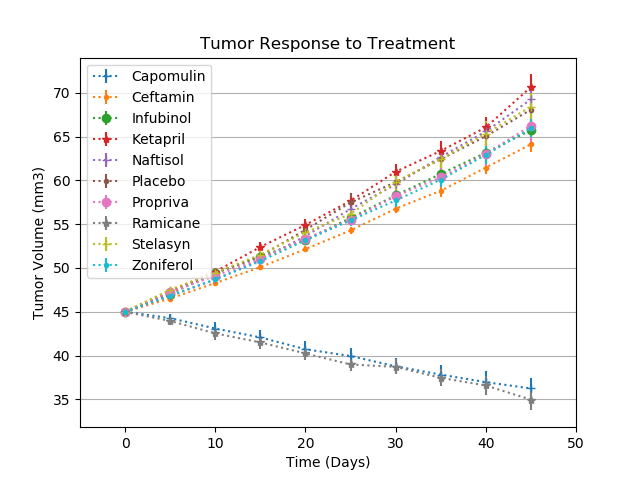 Tumor Response to Treatment
Capomulin
Ceftamin
Infubinol
Ketapril
Naftisol
Placebo
Propriva
Ramicane
Stelasyn
Zoniferol
Tumor Volume (mm3)
70
65
60
55
50
45
40
35
0 10 20 30 40 50
Time (Days)